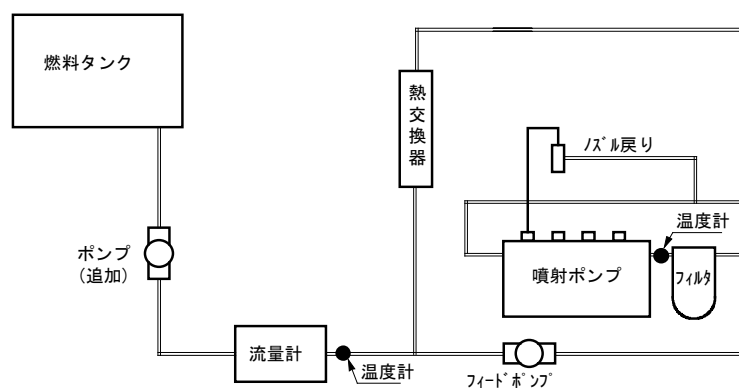 燃料タンク
熱交換器
ﾉｽﾞﾙ戻り
温度計
ポンプ
(追加)
噴射ポンプ
ﾌｨﾙﾀ
流量計
温度計
ﾌｨｰﾄﾞﾎﾟﾝﾌﾟ